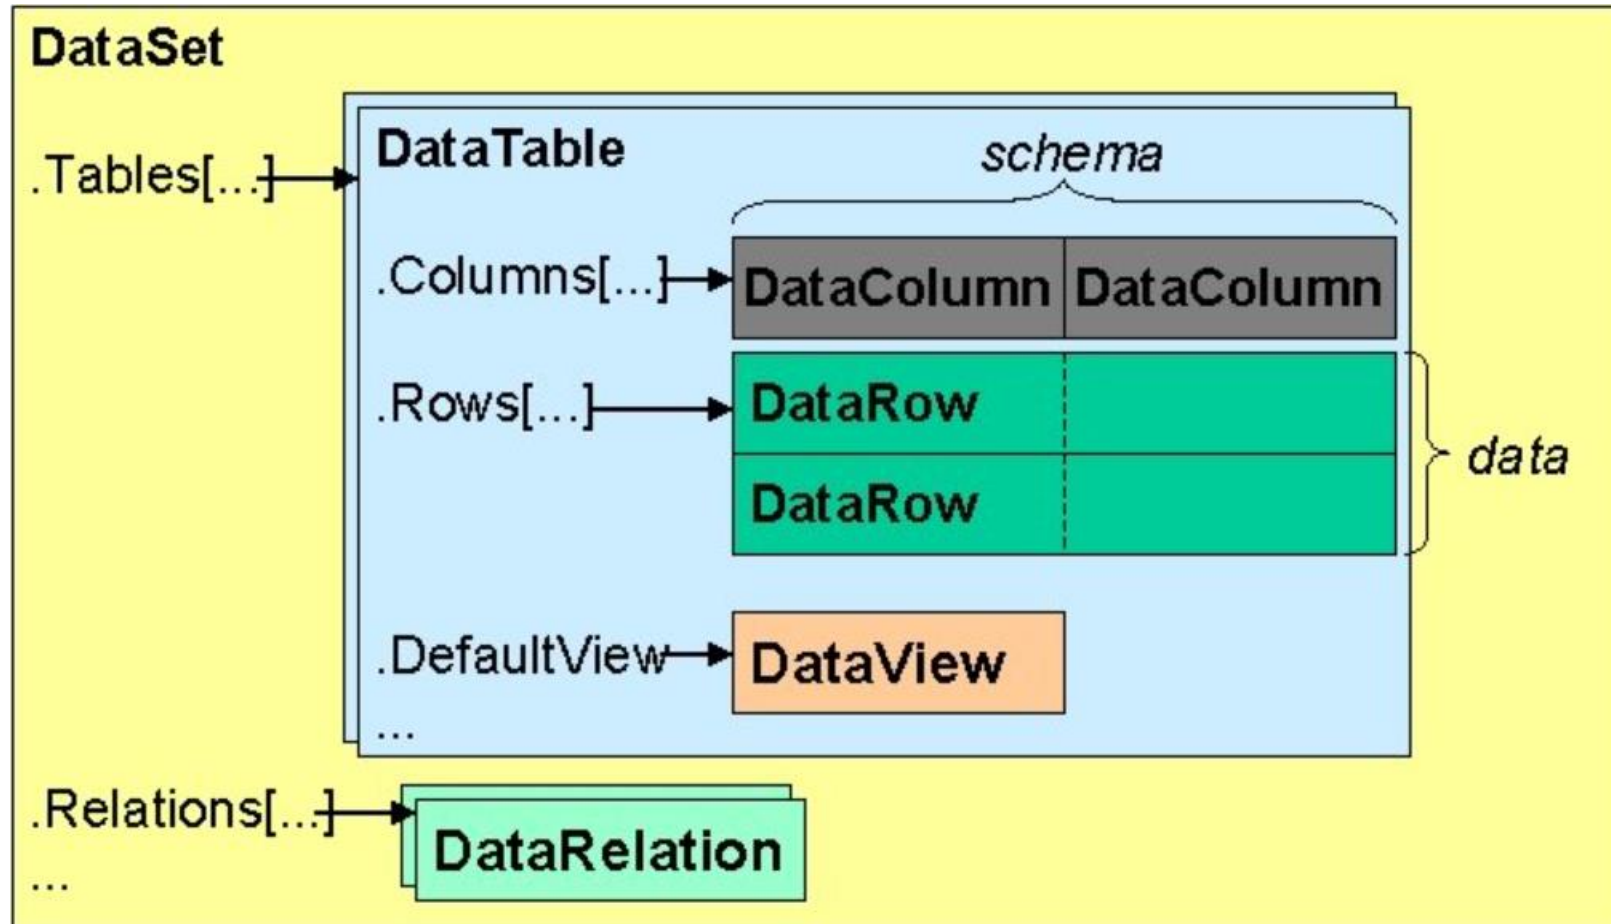 DataSet
.Tables[...]
DataTable
schema
.Columns[...]
DataColumn DataColumn
.Rows[...]
DataRow
DataRow
data
.DefaultView
DataView
...
.Relations[...]
DataRelation
...